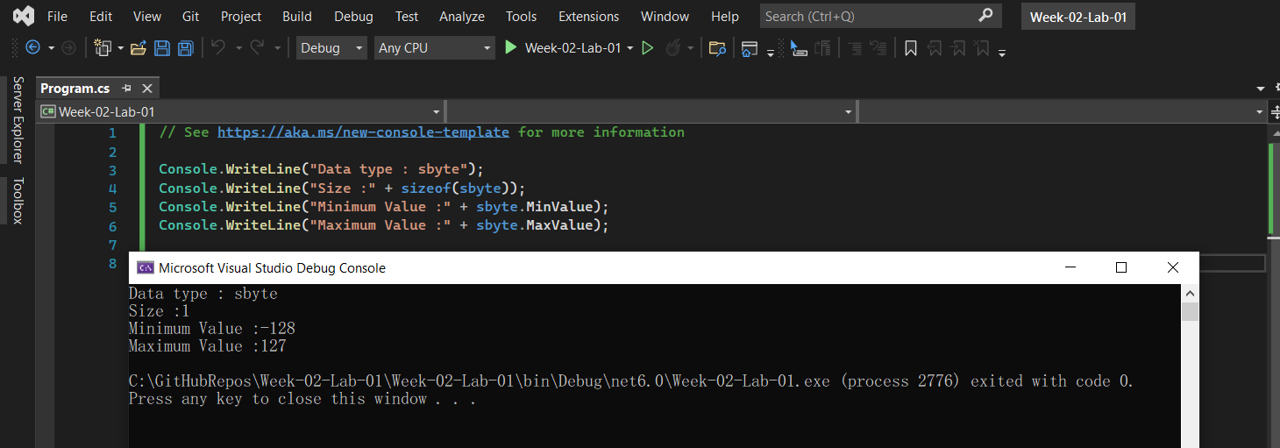 File Edit View Git Project Build Debug Test Analyze Tools Extensions Window Help Search (Ctrl+Q) Week-02-Lab-01
Debug Any CPU Week-02-Lab-01
Server Explorer
Toolbox
Program.cs
C# Week-02-Lab-01
1 // See https://aka.ms/new-console-template for more information
2
3 Console.WriteLine("Data type : sbyte");
4 Console.WriteLine("Size :" + sizeof(sbyte));
5 Console.WriteLine("Minimum Value :" + sbyte.MinValue);
6 Console.WriteLine("Maximum Value :" + sbyte.MaxValue);
7
8
C:\ Microsoft Visual Studio Debug Console
Data type : sbyte
Size :1
Minimum Value :-128
Maximum Value :127
C:\GitHubRepos\Week-02-Lab-01\Week-02-Lab-01\bin\Debug\net6.0\Week-02-Lab-01.exe (process 2776) exited with code 0.
Press any key to close this window . . .